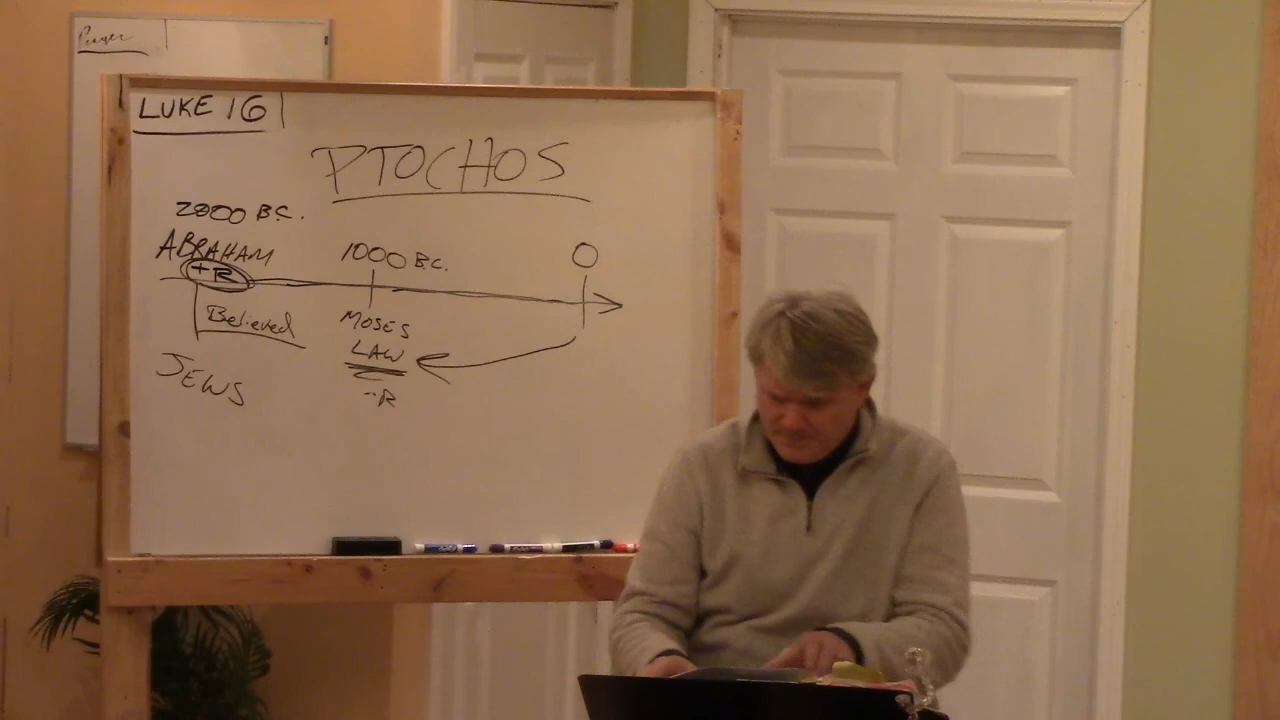 Prayer
LUKE 16
PTOCHOS
2000 B.C.
ABRAHAM
1000 B.C.
0
+R
Believed
MOSES
LAW
JEWS
-R